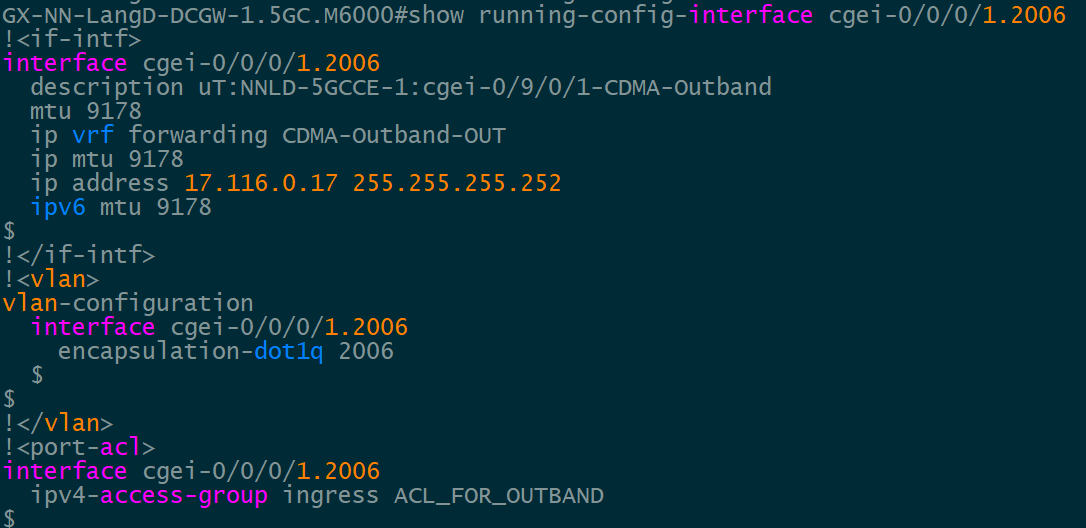 GX-NN-LangD-DCGW-1.5GC.M6000#show running-config-interface cgei-0/0/0/1.2006
!<if-intf>
interface cgei-0/0/0/1.2006
  description uT:NNLD-5GCCE-1:cgei-0/9/0/1-CDMA-Outband
  mtu 9178
  ip vrf forwarding CDMA-Outband-OUT
  ip mtu 9178
  ip address 17.116.0.17 255.255.255.252
  ipv6 mtu 9178
$
!</if-intf>
!<vlan>
vlan-configuration
  interface cgei-0/0/0/1.2006
    encapsulation-dot1q 2006
  $
$
!</vlan>
!<port-acl>
interface cgei-0/0/0/1.2006
  ipv4-access-group ingress ACL_FOR_OUTBAND
$